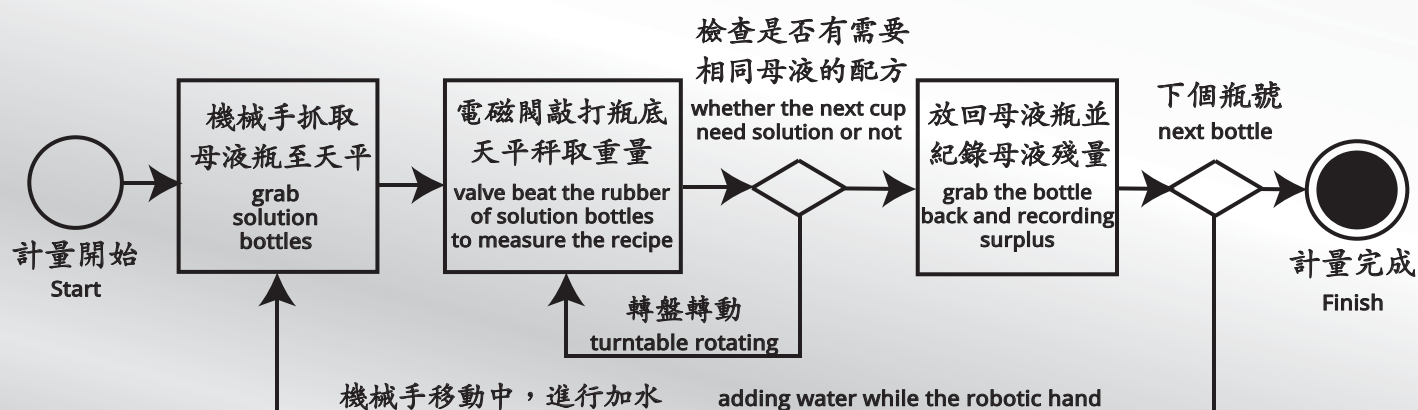 檢查是否有需要
相同母液的配方
whether the next cup
need solution or not
下個瓶號
next bottle
機械手抓取
母液瓶至天平
grab
solution
bottles
電磁閥敲打瓶底
天平秤取重量
valve beat the rubber
of solution bottles
to measure the recipe
放回母液瓶並
紀錄母液殘量
grab the bottle
back and recording
surplus
計量開始
Start
計量完成
Finish
轉盤轉動
turntable rotating
機械手移動中，進行加水
adding water while the robotic hand